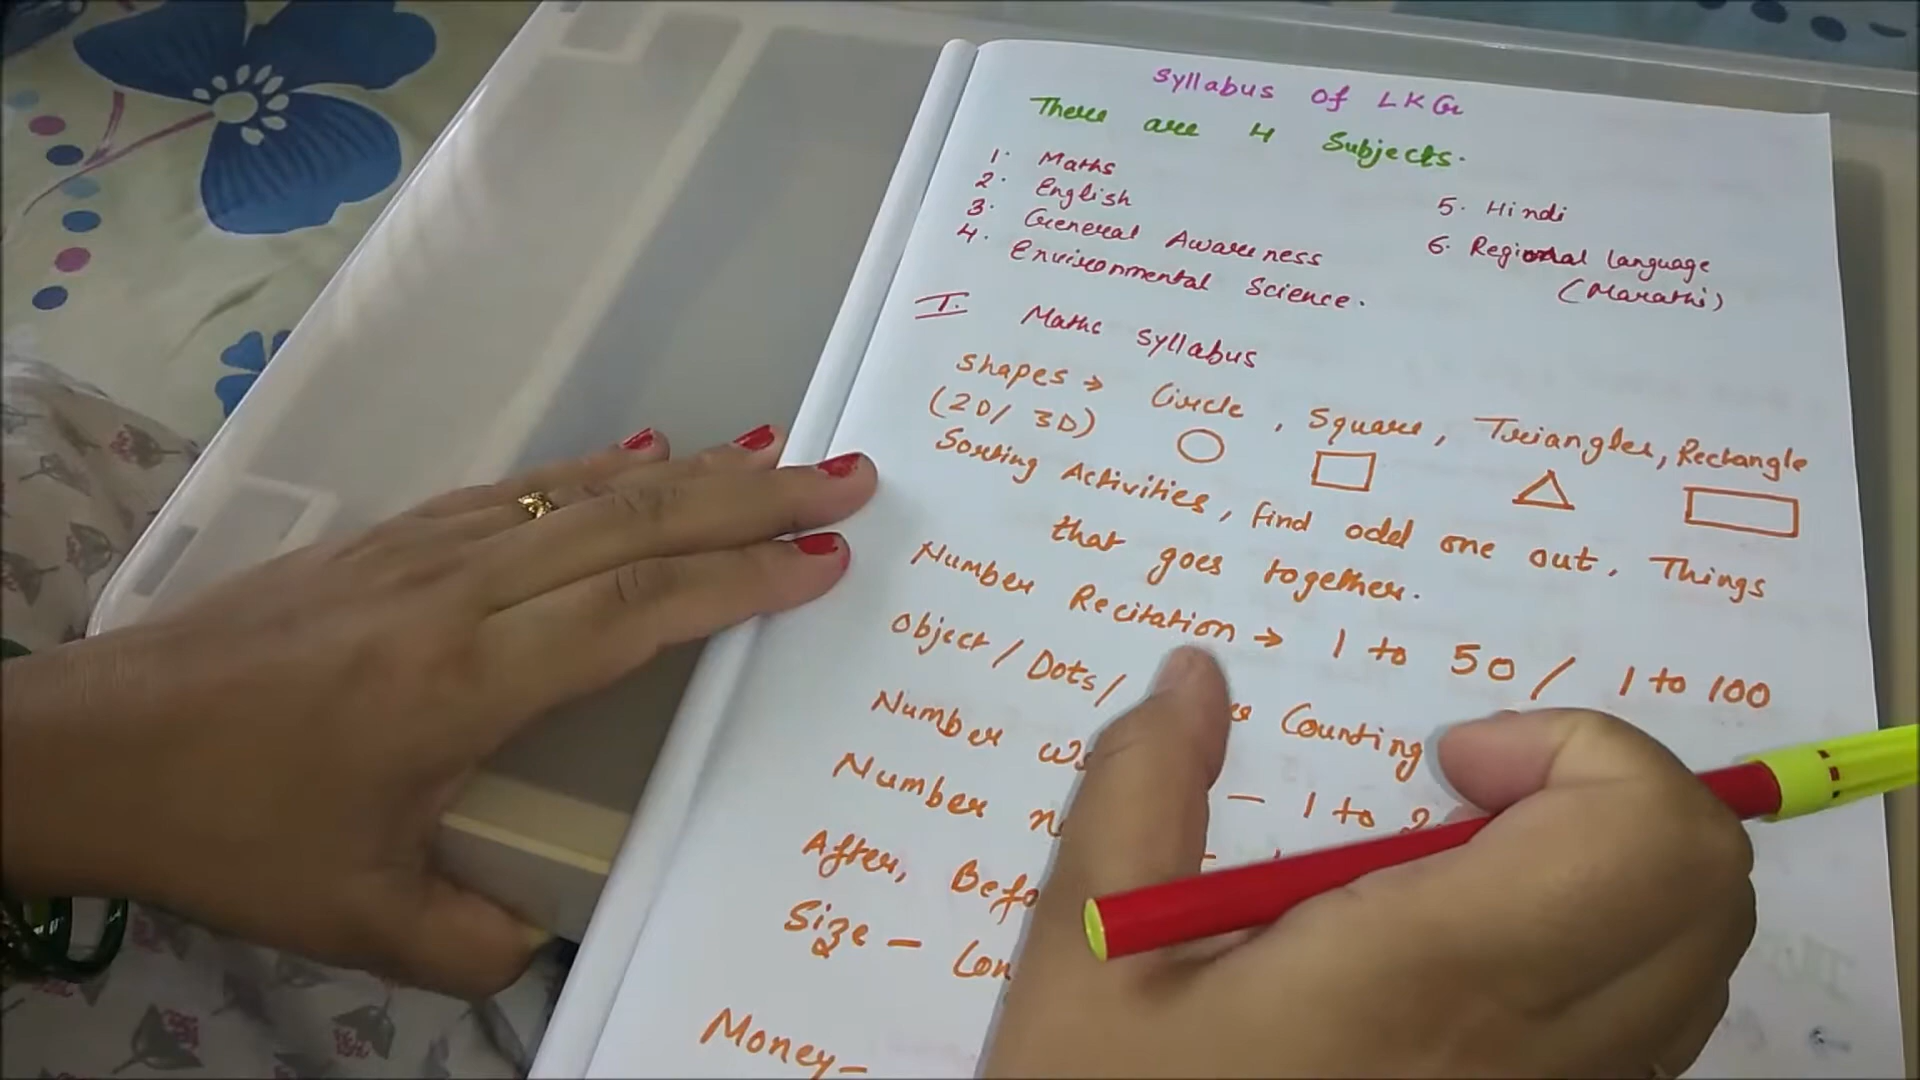 Syllabus of LKG
There are 4 Subjects.
1. Maths
2. English
3. General Awareness
4. Environmental Science.
5. Hindi
6. Regional language
(Marathi)
I. Maths Syllabus
Shapes → Circle, Square, Triangles, Rectangle
(2D/ 3D)
Sorting Activities, find odd one out, Things
that goes together.
Number Recitation → 1 to 50 / 1 to 100
Object / Dots / Counting
Number 1 to
Number
After,
Size -
Money -